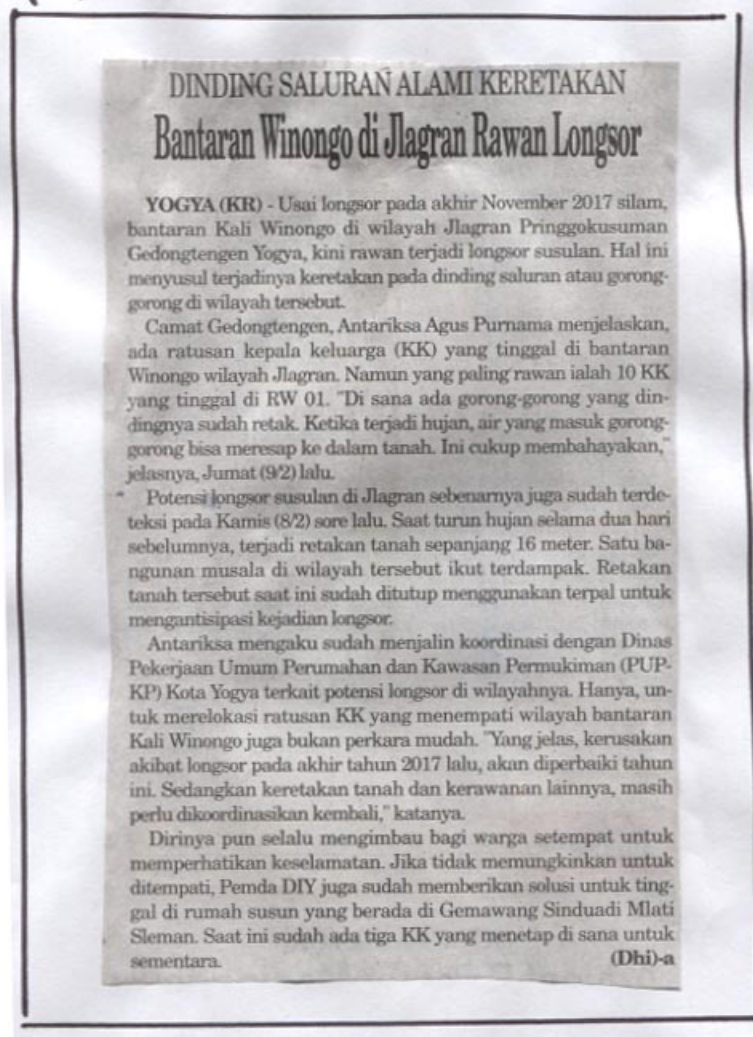 DINDING SALURAN ALAMI KERETAKAN
Bantaran Winongo di Jlagran Rawan Longsor
YOGYA (KR) - Usai longsor pada akhir November 2017 silam,
bantaran Kali Winongo di wilayah Jlagran Pringgokusuman
Gedongtengen Yogya, kini rawan terjadi longsor susulan. Hal ini
menyusul terjadinya keretakan pada dinding saluran atau gorong-
gorong di wilayah tersebut.
Camat Gedongtengen, Antariksa Agus Purnama menjelaskan,
ada ratusan kepala keluarga (KK) yang tinggal di bantaran
Winongo wilayah Jlagran. Namun yang paling rawan ialah 10 KK
yang tinggal di RW 01. "Di sana ada gorong-gorong yang din-
dingnya sudah retak. Ketika terjadi hujan, air yang masuk gorong-
gorong bisa meresap ke dalam tanah. Ini cukup membahayakan,"
jelasnya, Jumat (9/2) lalu.
Potensi longsor susulan di Jlagran sebenarnya juga sudah terde-
teksi pada Kamis (8/2) sore lalu. Saat turun hujan selama dua hari
sebelumnya, terjadi retakan tanah sepanjang 16 meter. Satu ba-
ngunan musala di wilayah tersebut ikut terdampak. Retakan
tanah tersebut saat ini sudah ditutup menggunakan terpal untuk
mengantisipasi kejadian longsor.
Antariksa mengaku sudah menjalin koordinasi dengan Dinas
Pekerjaan Umum Perumahan dan Kawasan Permukiman (PUP-
KP) Kota Yogya terkait potensi longsor di wilayahnya. Hanya, un-
tuk merelokasi ratusan KK yang menempati wilayah bantaran
Kali Winongo juga bukan perkara mudah. "Yang jelas, kerusakan
akibat longsor pada akhir tahun 2017 lalu, akan diperbaiki tahun
ini. Sedangkan keretakan tanah dan kerawanan lainnya, masih
perlu dikoordinasikan kembali," katanya.
Dirinya pun selalu mengimbau bagi warga setempat untuk
memperhatikan keselamatan. Jika tidak memungkinkan untuk
ditempati, Pemda DIY juga sudah memberikan solusi untuk ting-
gal di rumah susun yang berada di Gemawang Sinduadi Mlati
Sleman. Saat ini sudah ada tiga KK yang menetap di sana untuk
sementara. (Dhi)-a